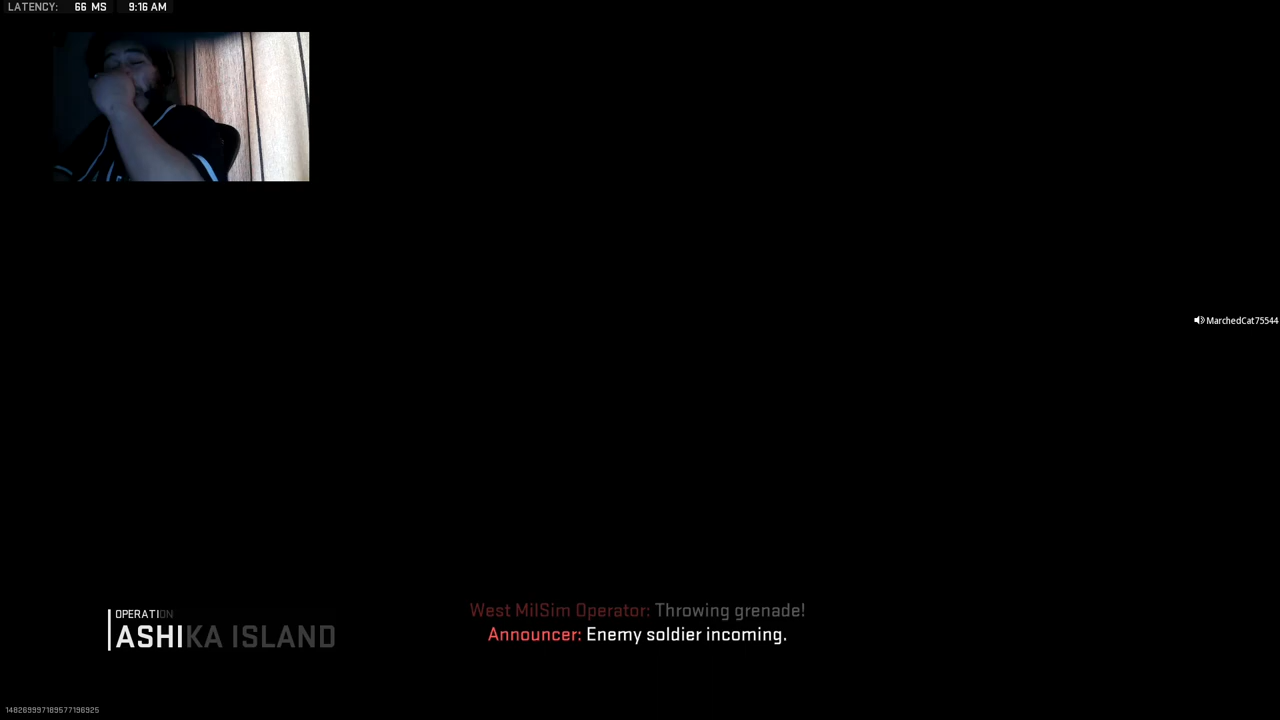 LATENCY: 66 MS 9:16 AM
MarchedCat75544
West MilSim Operator: Throwing grenade!
Announcer: Enemy soldier incoming.
OPERATION
ASHIKA ISLAND
148269997189577196925